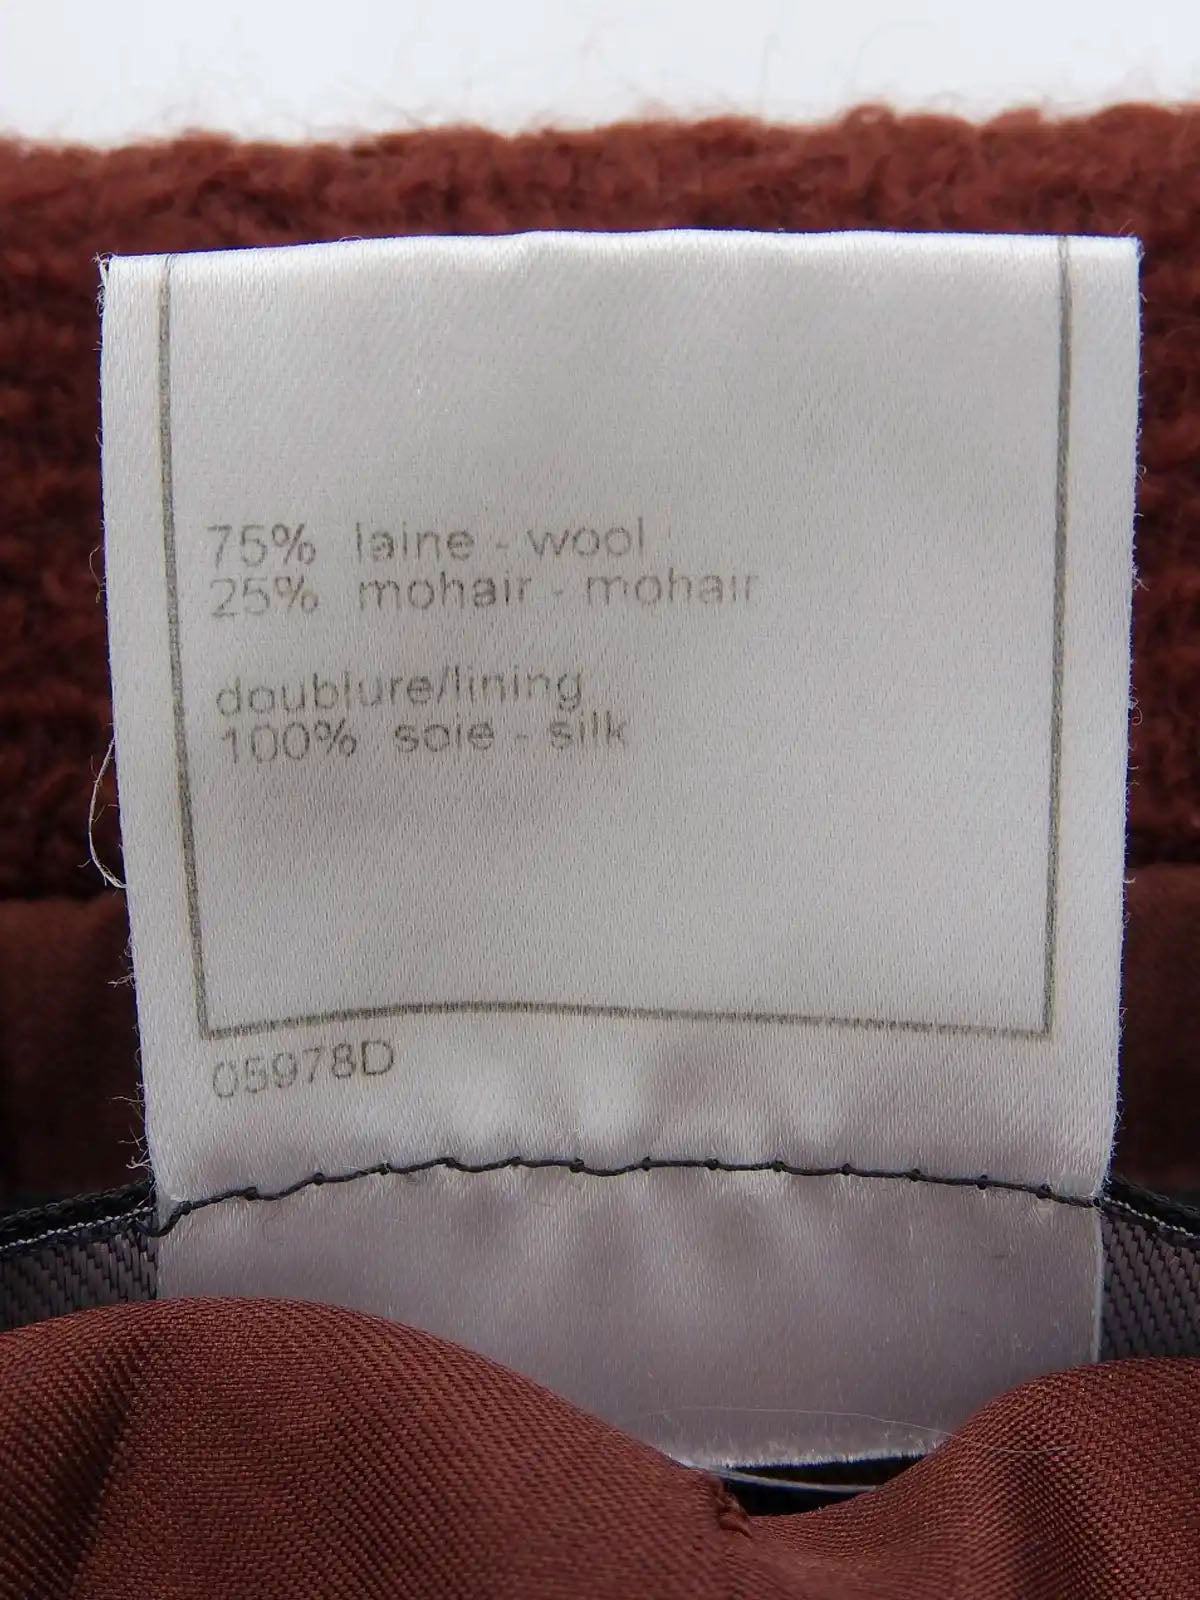 75% laine - wool
25% mohair - mohair
doublure/lining
100% soie - silk
05978D